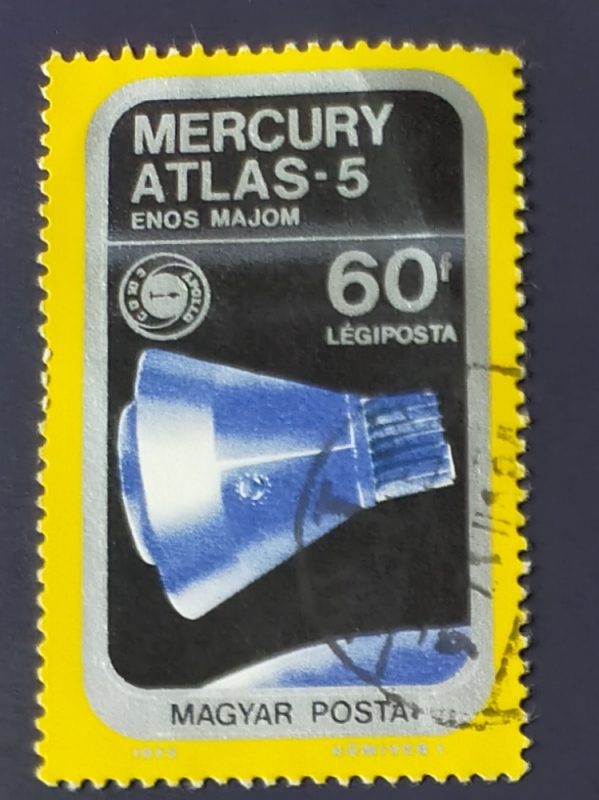 MERCURY
ATLAS-5
ENOS MAJOM
60f
LÉGIPOSTA
MAGYAR POSTA